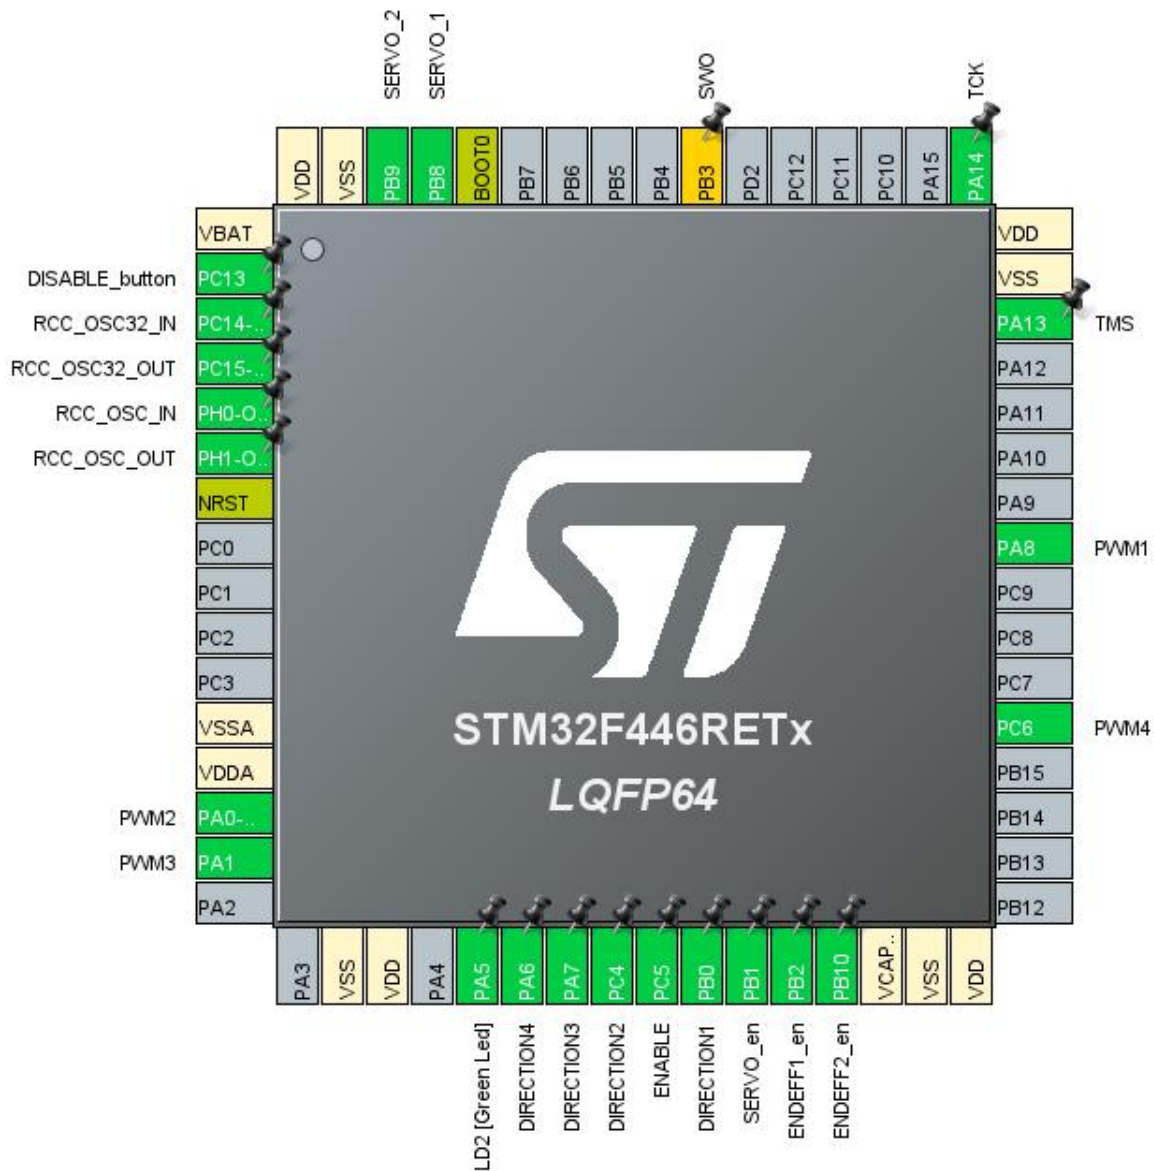 SERVO_2
SERVO_1
SWO
TCK
VDD
VSS
PB9
PB8
BOOT0
PB7
PB6
PB5
PB4
PB3
PD2
PC12
PC11
PC10
PA15
PA14
VBAT
DISABLE_button PC13
RCC_OSC32_IN PC14-..
RCC_OSC32_OUT PC15-..
RCC_OSC_IN PH0-O..
RCC_OSC_OUT PH1-O..
NRST
PC0
PC1
PC2
PC3
VSSA
VDDA
PWM2 PA0-..
PWM3 PA1
PA2
VDD
VSS
PA13 TMS
PA12
PA11
PA10
PA9
PA8 PWM1
PC9
PC8
PC7
PC6 PWM4
PB15
PB14
PB13
PB12
ST
STM32F446RETx
LQFP64
PA3
VSS
VDD
PA4
PA5
PA6
PA7
PC4
PC5
PB0
PB1
PB2
PB10
VCAP..
VSS
VDD
LD2 [Green Led]
DIRECTION4
DIRECTION3
DIRECTION2
ENABLE
DIRECTION1
SERVO_en
ENDEFF1_en
ENDEFF2_en